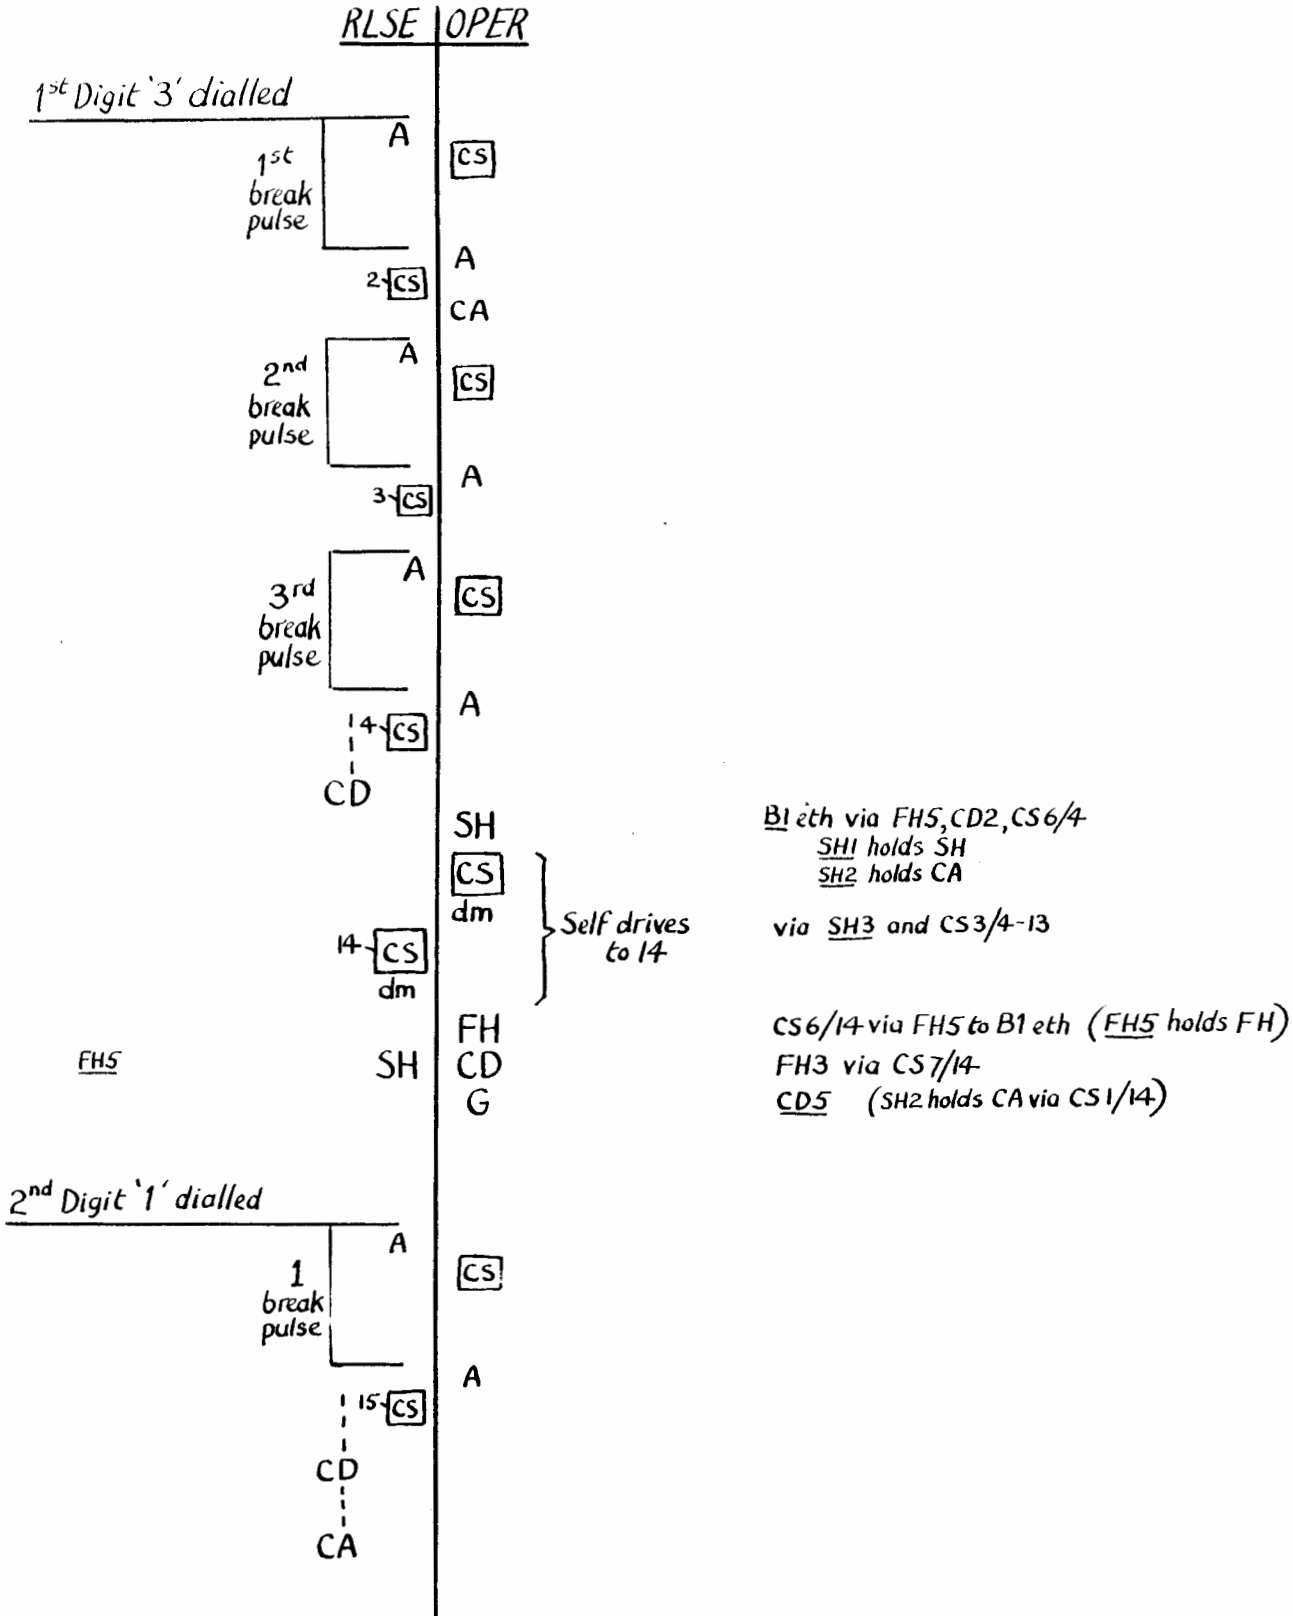 RLSE OPER
1st Digit '3' dialled
A
CS
1st
break
pulse
A
2 CS
CA
A
2nd
break
pulse
CS
A
3 CS
A
3rd
break
pulse
CS
A
4 CS
CD
SH B1 eth via FH5, CD2, CS6/4
SH1 holds SH
CS
SH2 holds CA
dm
Self drives
to 14
via SH3 and CS3/4-13
14 CS
dm
FH CS6/14 via FH5 to B1 eth (FH5 holds FH)
FH5 SH CD FH3 via CS7/14
G CD5 (SH2 holds CA via CS1/14)
2nd Digit '1' dialled
A
1
break
pulse
CS
A
15 CS
CD
CA